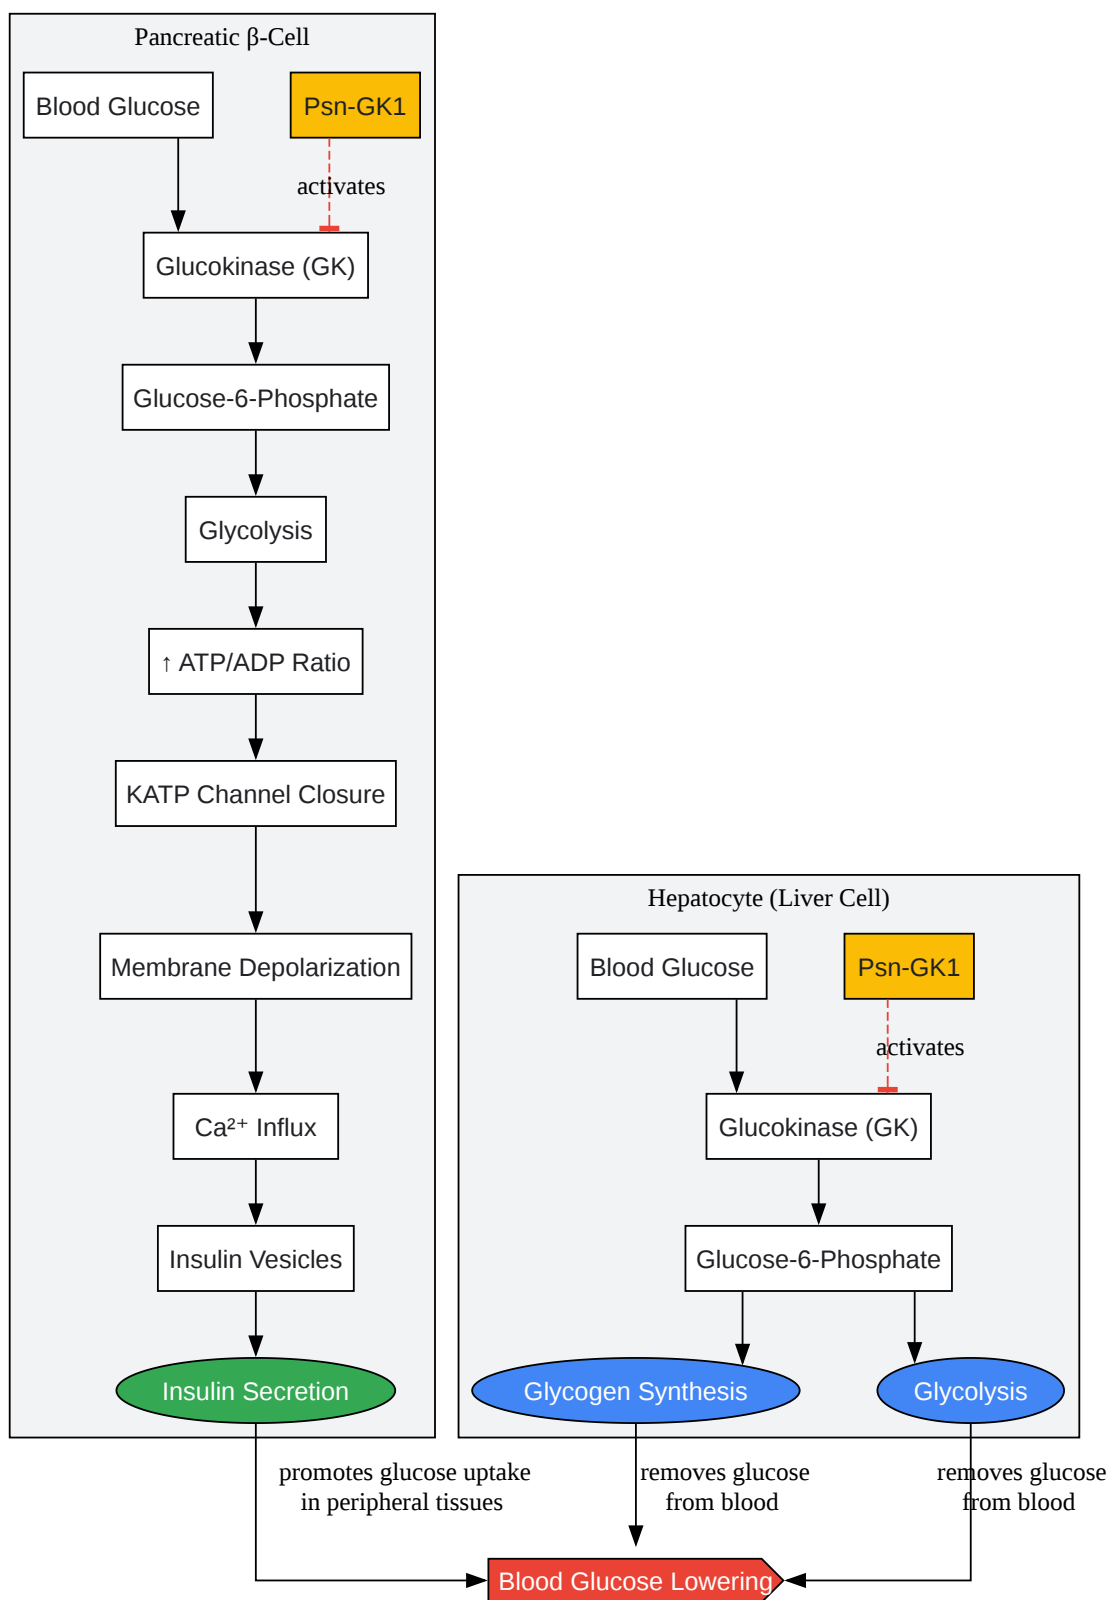 Pancreatic β-Cell
Blood Glucose
Psn-GK1
activates
Glucokinase (GK)
Glucose-6-Phosphate
Glycolysis
↑ ATP/ADP Ratio
KATP Channel Closure
Membrane Depolarization
Ca²⁺ Influx
Insulin Vesicles
Insulin Secretion
Hepatocyte (Liver Cell)
Blood Glucose
Psn-GK1
activates
Glucokinase (GK)
Glucose-6-Phosphate
Glycogen Synthesis
Glycolysis
promotes glucose uptake
in peripheral tissues
removes glucose
from blood
removes glucose
from blood
Blood Glucose Lowering